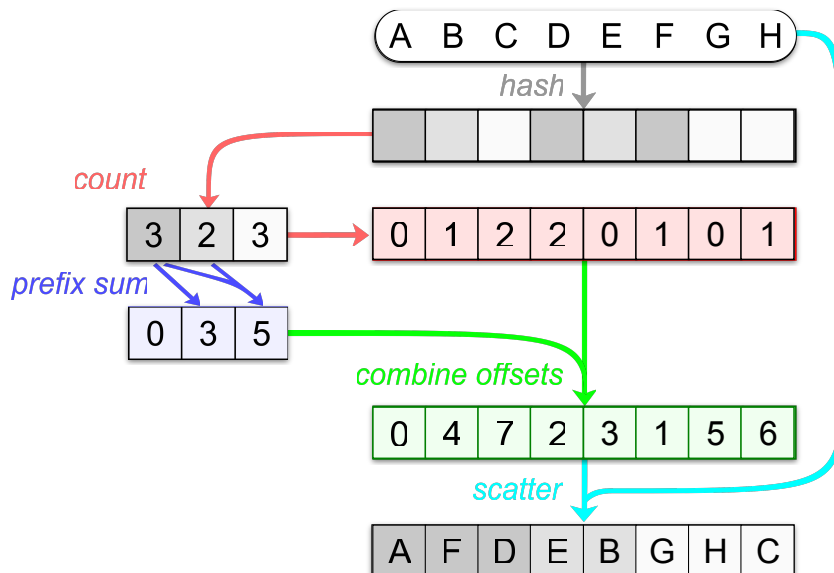 A B C D E F G H
hash
count
3 2 3
0 1 2 2 0 1 0 1
prefix sum
0 3 5
combine offsets
0 4 7 2 3 1 5 6
scatter
A F D E B G H C